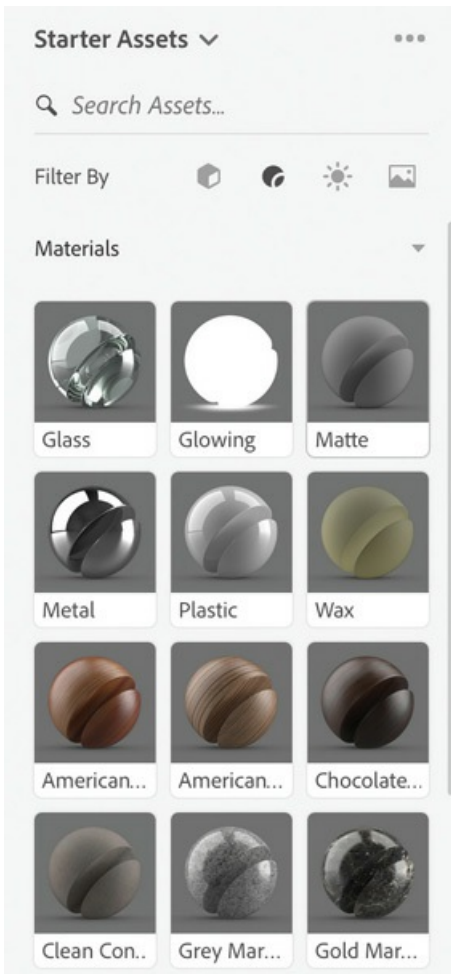 Starter Assets
Search Assets...
Filter By
Materials
Glass Glowing Matte
Metal Plastic Wax
American... American... Chocolate...
Clean Con.. Grey Mar... Gold Mar...